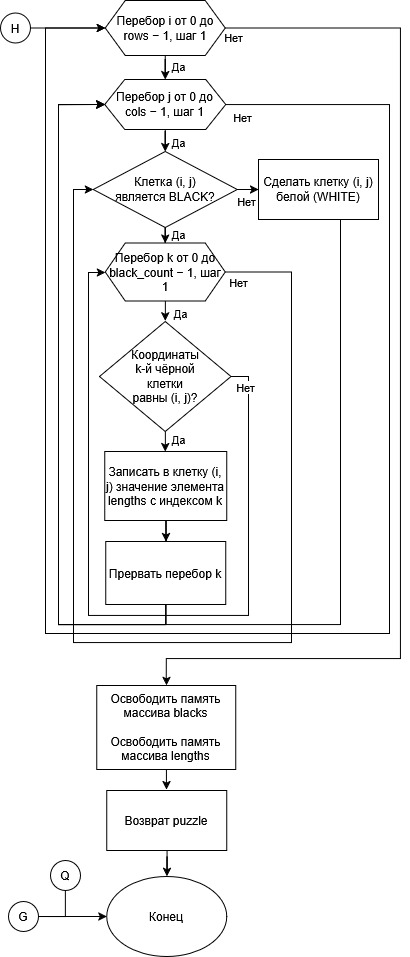 Н
Перебор i от 0 до
rows − 1, шаг 1
Нет
Да
Перебор j от 0 до
cols − 1, шаг 1
Нет
Да
Клетка (i, j)
является BLACK?
Нет
Сделать клетку (i, j)
белой (WHITE)
Да
Перебор k от 0 до
black_count − 1, шаг
1
Нет
Да
Координаты
k-й чёрной
клетки
равны (i, j)?
Нет
Да
Записать в клетку (i,
j) значение элемента
lengths с индексом k
Прервать перебор k
Освободить память
массива blacks
Освободить память
массива lengths
Возврат puzzle
Q
G
Конец